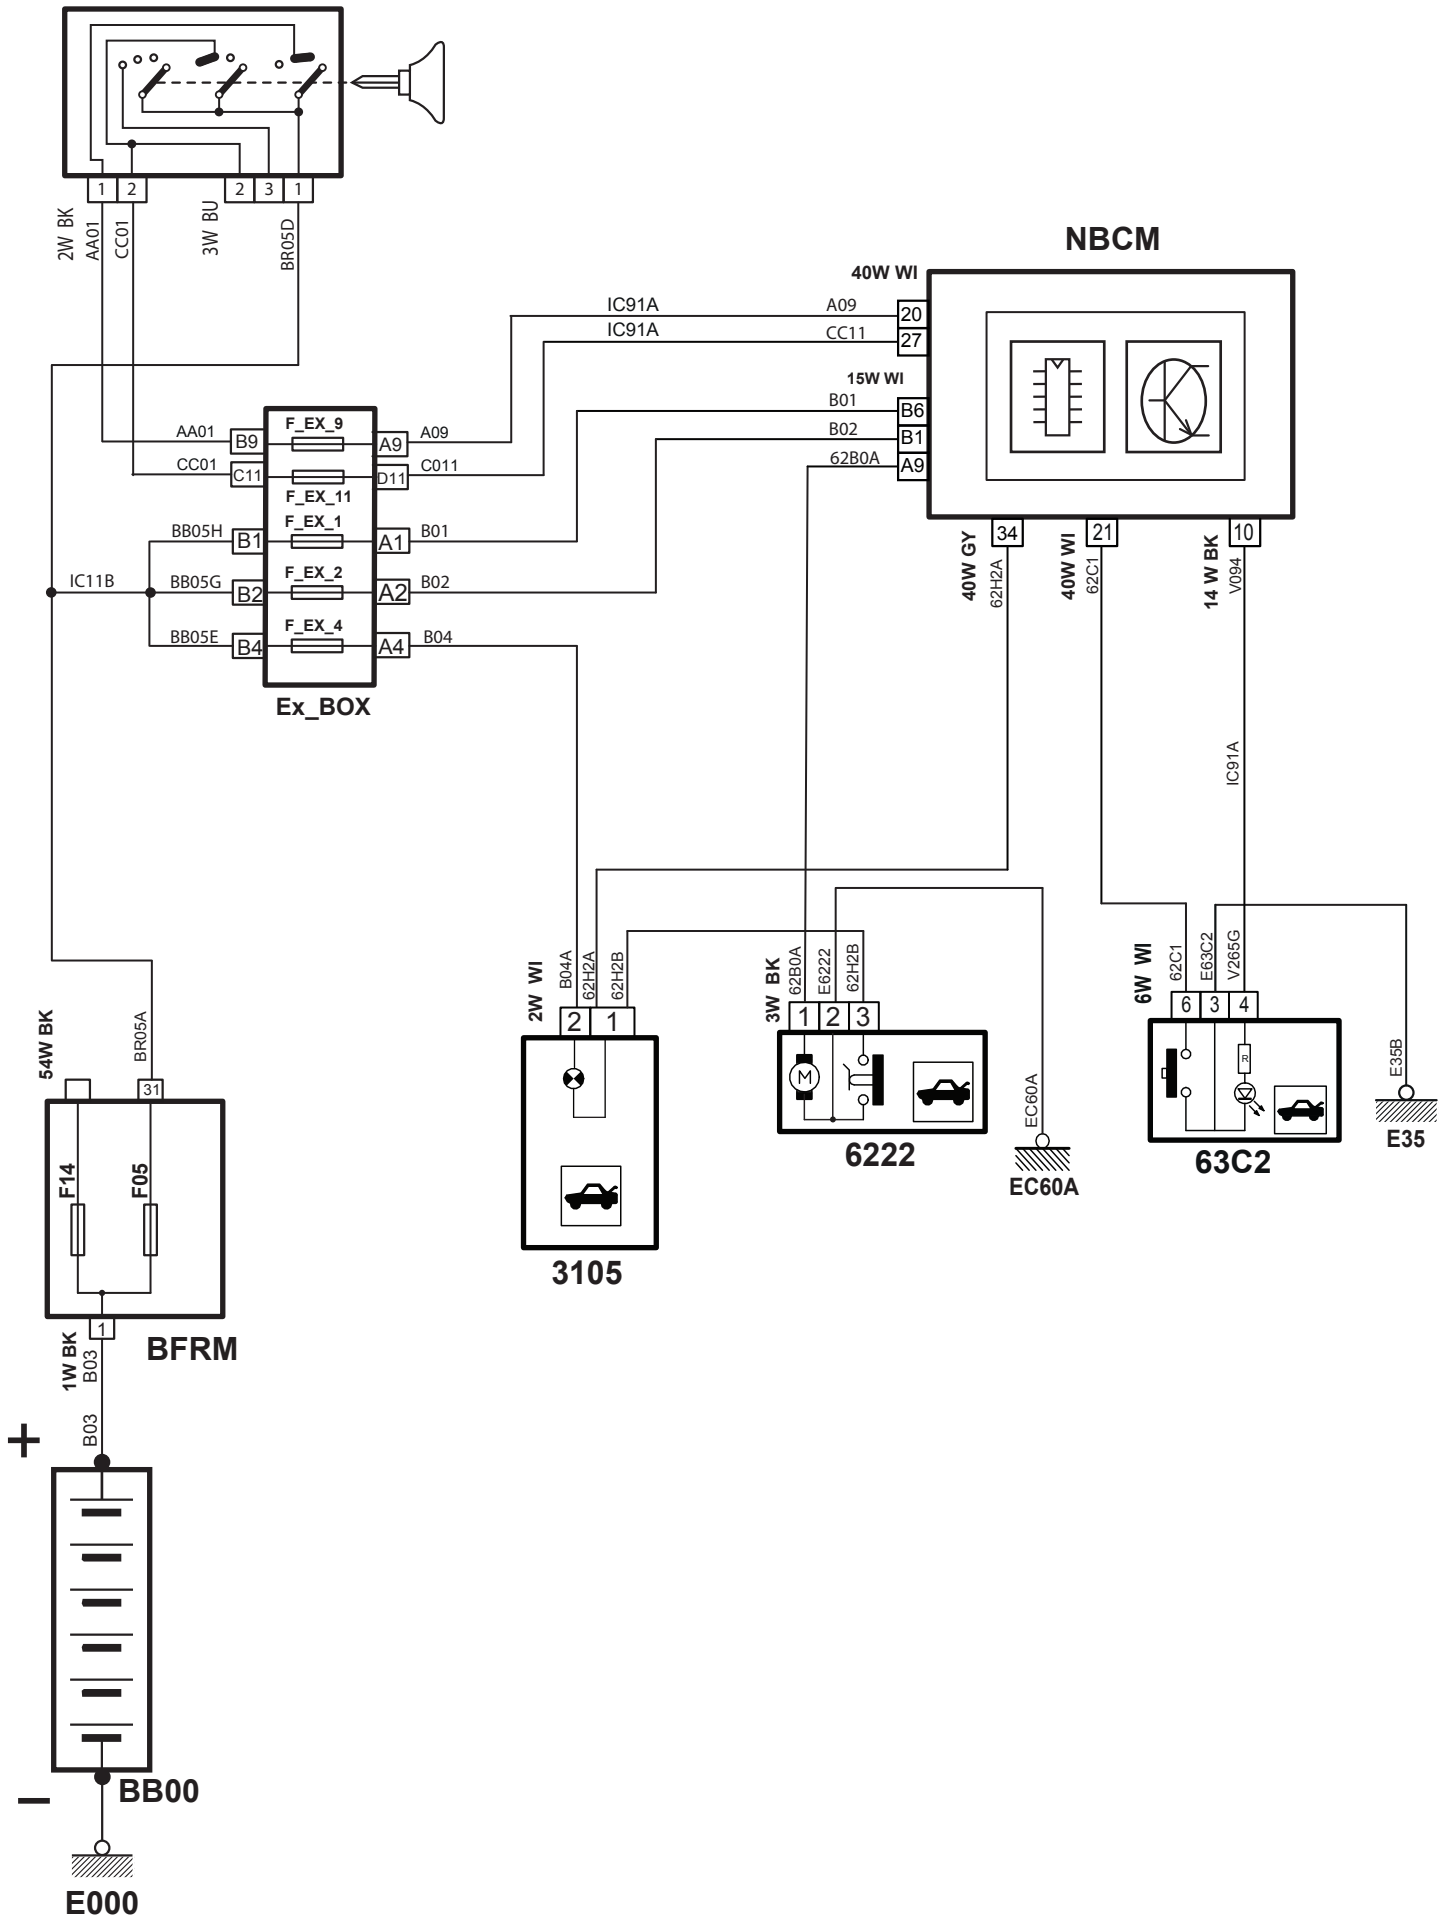 1 2 2 3 1
2W BK
AA01
CC01
3W BU
BR05D
NBCM
40W WI
IC91A A09 20
IC91A CC11 27
15W WI
B01 B6
B02 B1
62B0A A9
AA01 B9 F_EX_9 A9 A09
CC01 C11 D11 C011
F_EX_11
BB05H B1 F_EX_1 A1 B01
IC11B BB05G B2 F_EX_2 A2 B02
BB05E B4 F_EX_4 A4 B04
Ex_BOX
34 21 10
40W GY
62H2A
40W WI
62C1
14 W BK
V094
IC91A
2W WI
B04A
62H2A
62H2B
2 1
3105
3W BK
62B0A
E6222
62H2B
1 2 3
M
6222
EC60A
EC60A
6W WI
62C1
E63C2
V265G
6 3 4
R
63C2
E35B
E35
54W BK
BR05A
31
F14
F05
1
BFRM
1W BK
B03
B03
+
BB00
–
E000